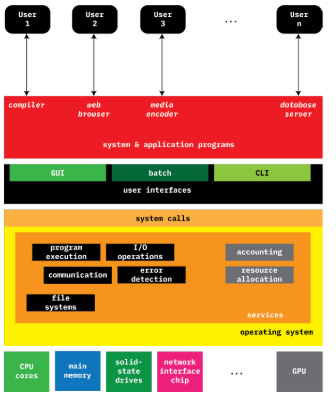 User User User ... User
1 2 3 n
compiler web media database
browser encoder server
system & application programs
GUI batch CLI
user interfaces
system calls
program I/O accounting
execution operations
communication error resource
detection allocation
file
systems
services
operating system
CPU main solid- network ... GPU
cores memory state interface
drives chip